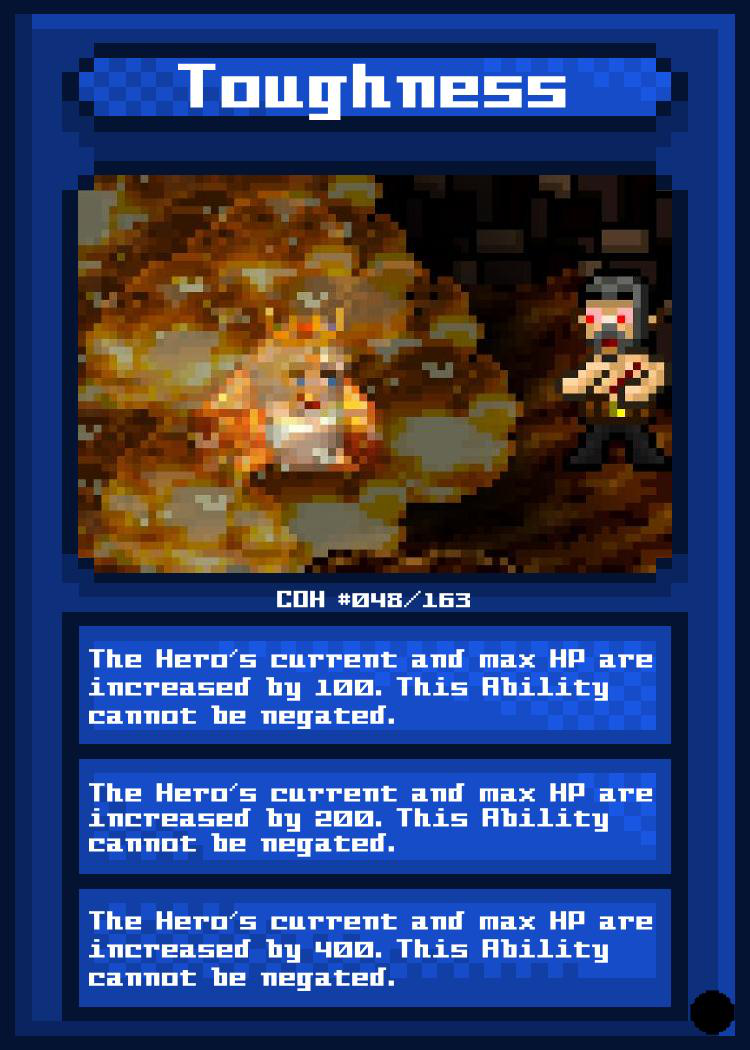 Toughness
COH #048/163
The Hero's current and max HP are
increased by 100. This Ability
cannot be negated.
The Hero's current and max HP are
increased by 200. This Ability
cannot be negated.
The Hero's current and max HP are
increased by 400. This Ability
cannot be negated.